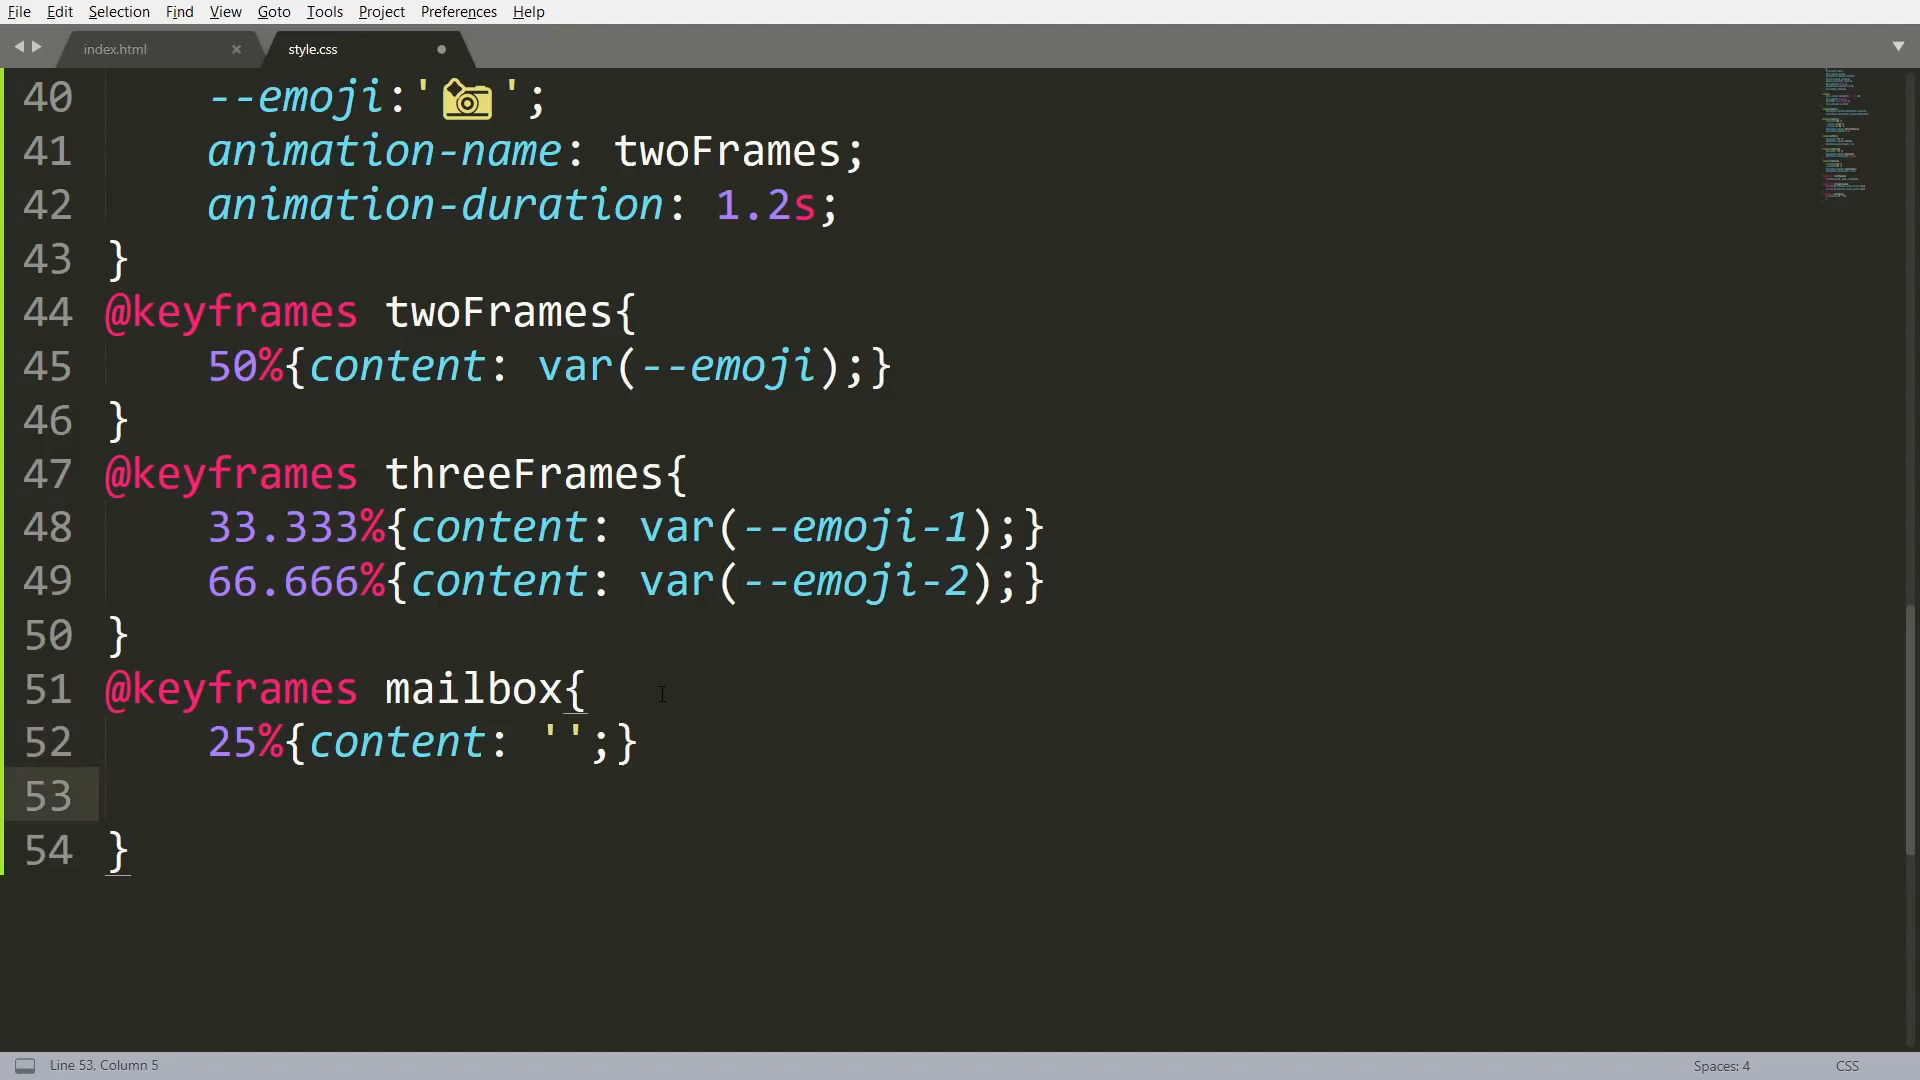 File Edit Selection Find View Goto Tools Project Preferences Help
index.html style.css
40 --emoji:'📸';
41 animation-name: twoFrames;
42 animation-duration: 1.2s;
43 }
44 @keyframes twoFrames{
45 50%{content: var(--emoji);}
46 }
47 @keyframes threeFrames{
48 33.333%{content: var(--emoji-1);}
49 66.666%{content: var(--emoji-2);}
50 }
51 @keyframes mailbox{
52 25%{content: '';}
53
54 }
Line 53, Column 5 Spaces: 4 CSS